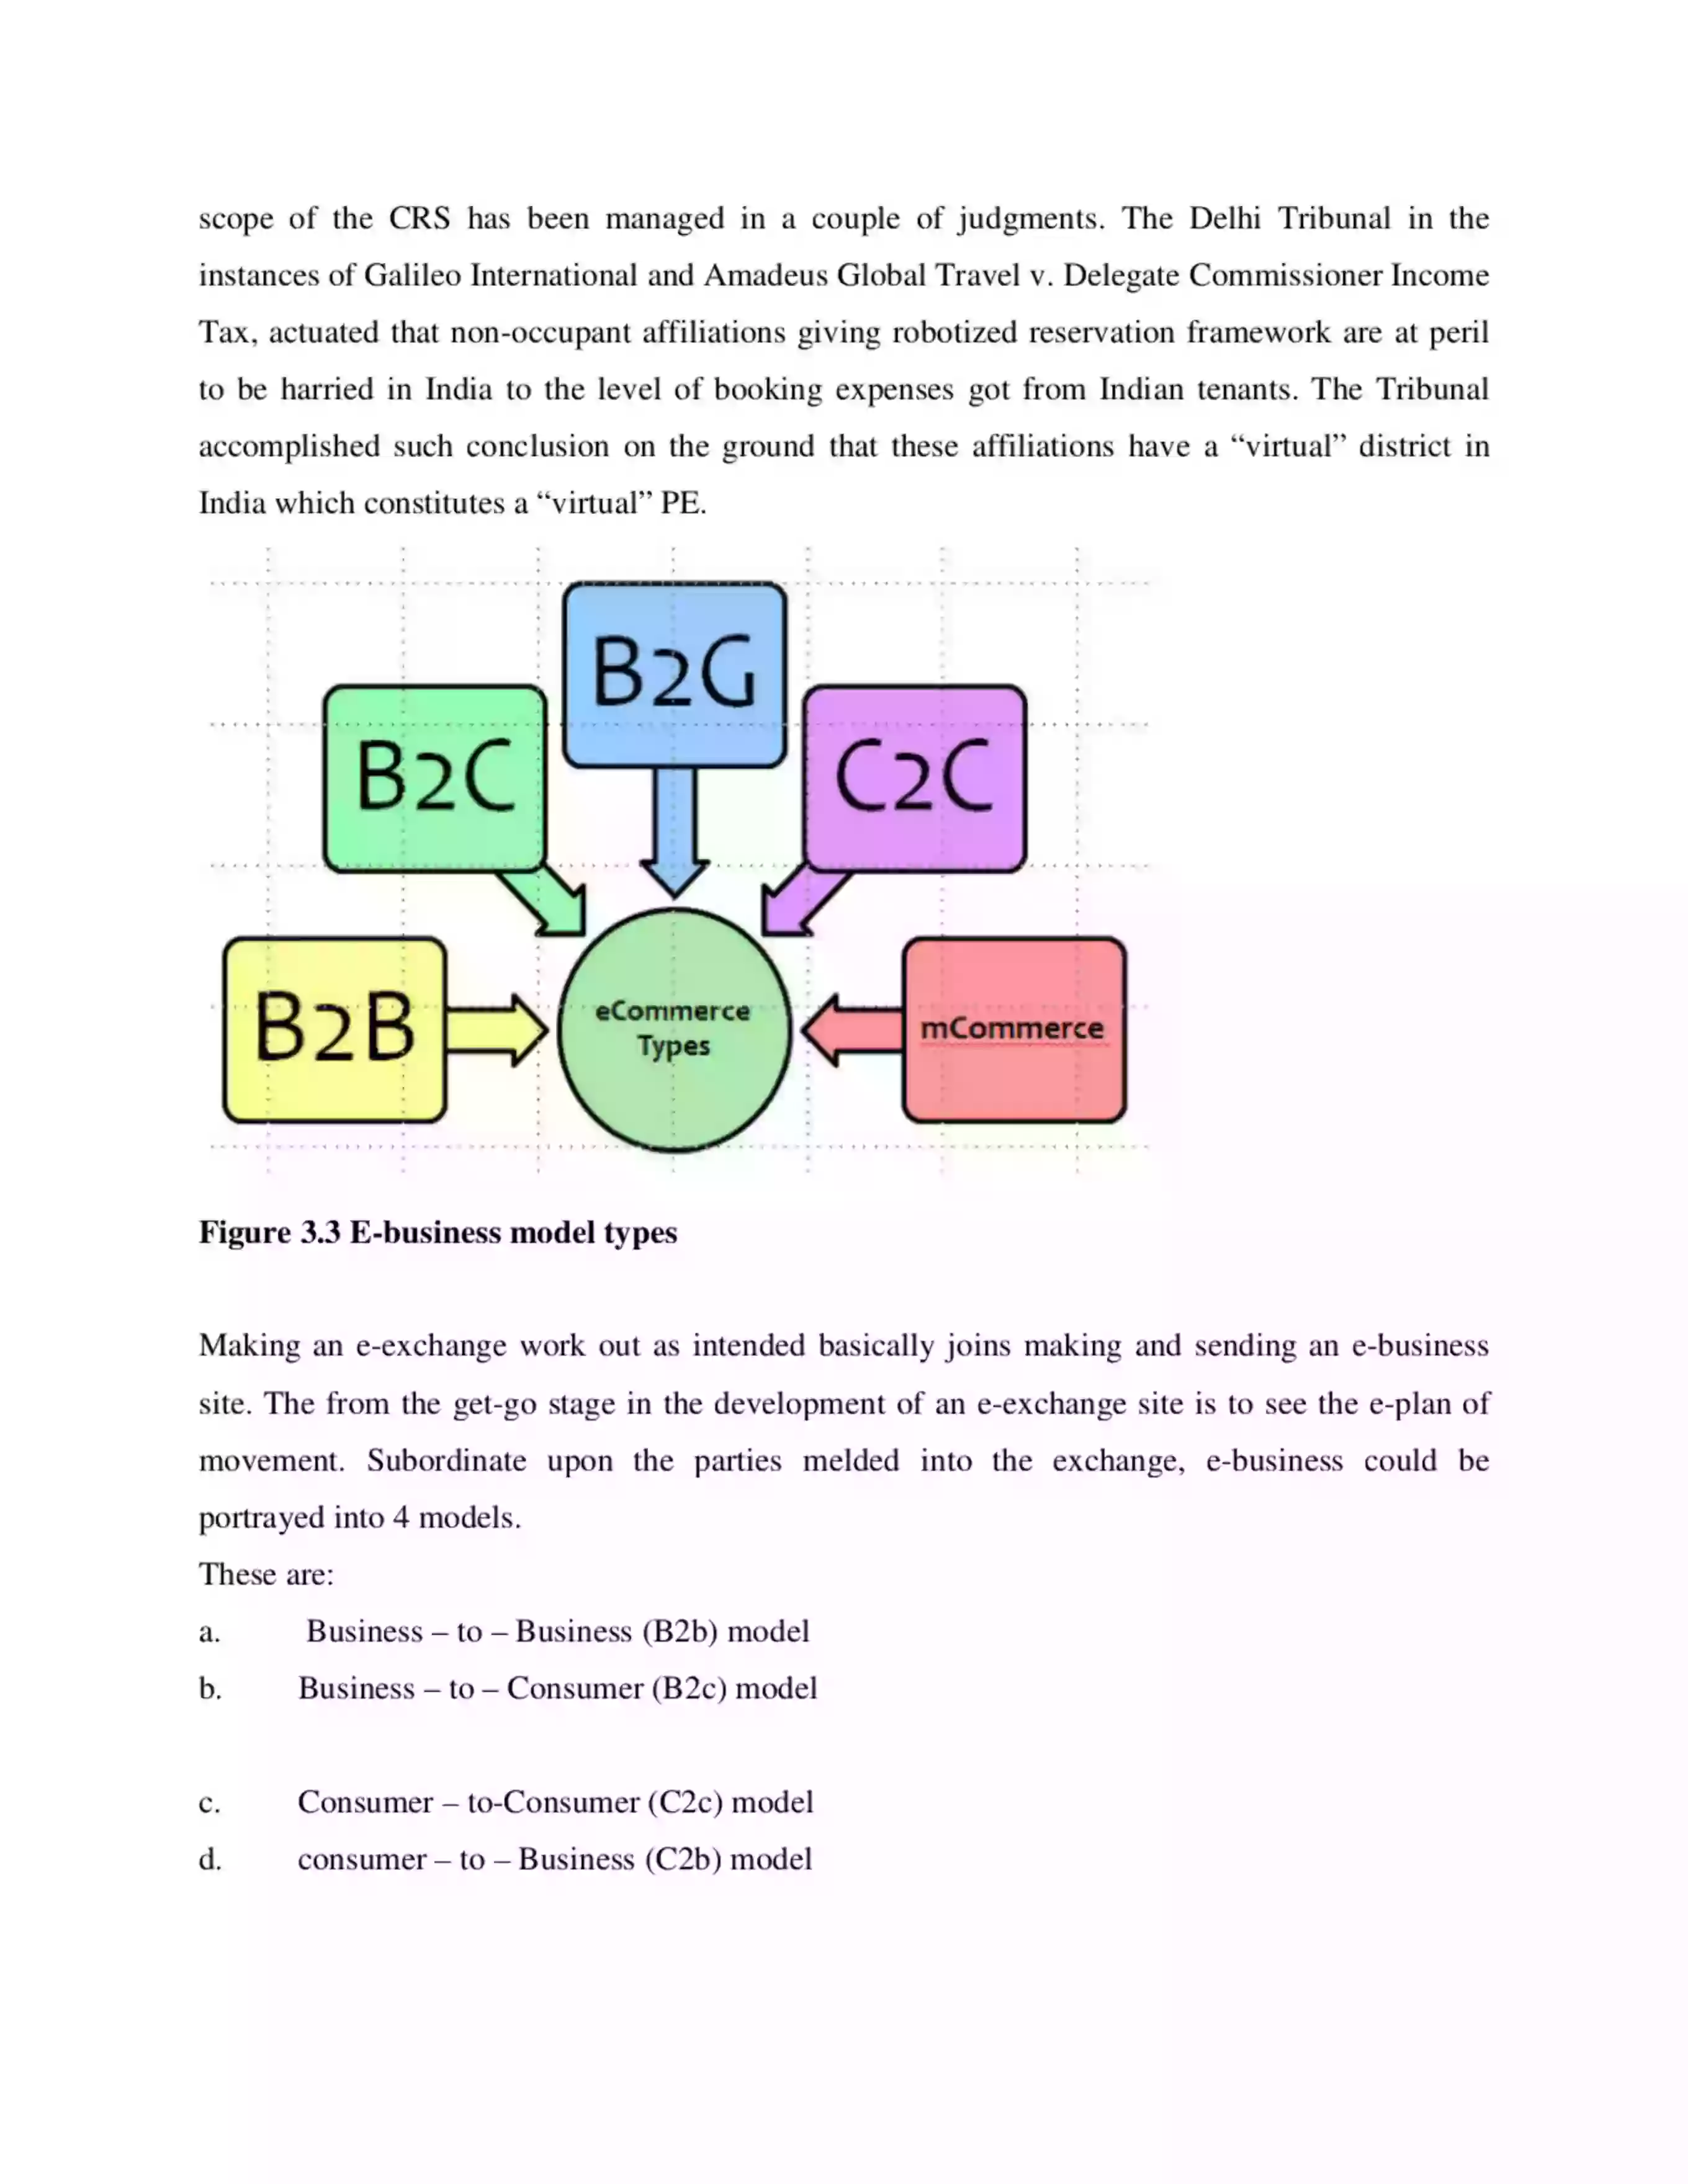 scope of the CRS has been managed in a couple of judgments. The Delhi Tribunal in the
instances of Galileo International and Amadeus Global Travel v. Delegate Commissioner Income
Tax, actuated that non-occupant affiliations giving robotized reservation framework are at peril
to be harried in India to the level of booking expenses got from Indian tenants. The Tribunal
accomplished such conclusion on the ground that these affiliations have a “virtual” district in
India which constitutes a “virtual” PE.
B2G
B2C
C2C
B2B
eCommerce
Types
mCommerce
Figure 3.3 E-business model types
Making an e-exchange work out as intended basically joins making and sending an e-business
site. The from the get-go stage in the development of an e-exchange site is to see the e-plan of
movement. Subordinate upon the parties melded into the exchange, e-business could be
portrayed into 4 models.
These are:
a. Business – to – Business (B2b) model
b. Business – to – Consumer (B2c) model
c. Consumer – to-Consumer (C2c) model
d. consumer – to – Business (C2b) model